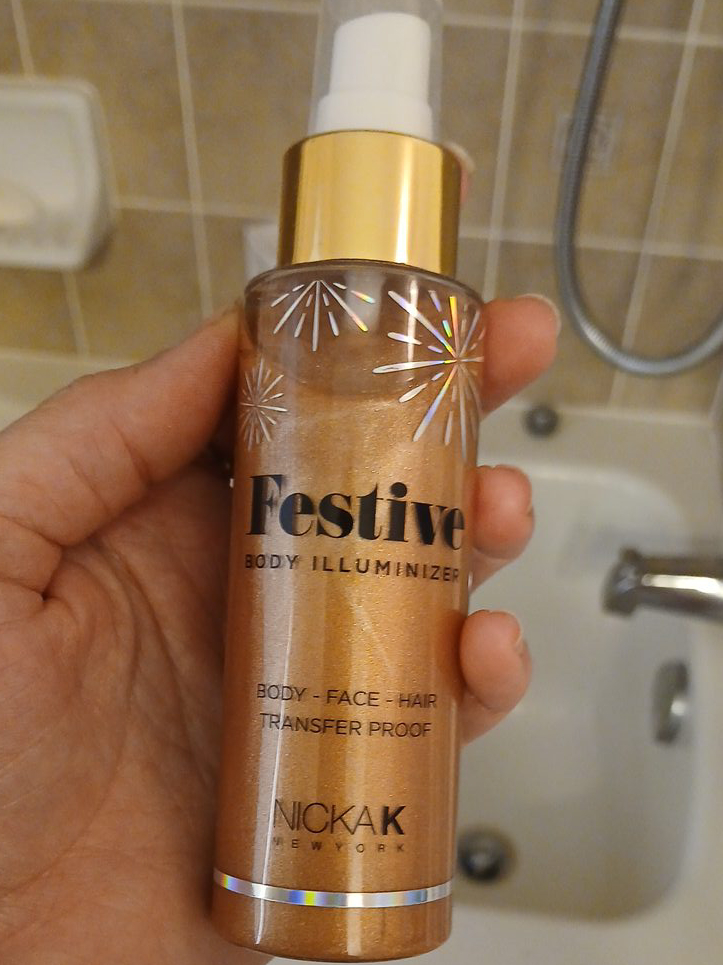 Festive
BODY ILLUMINIZER
BODY - FACE - HAIR
TRANSFER PROOF
NICKA K
NEW YORK